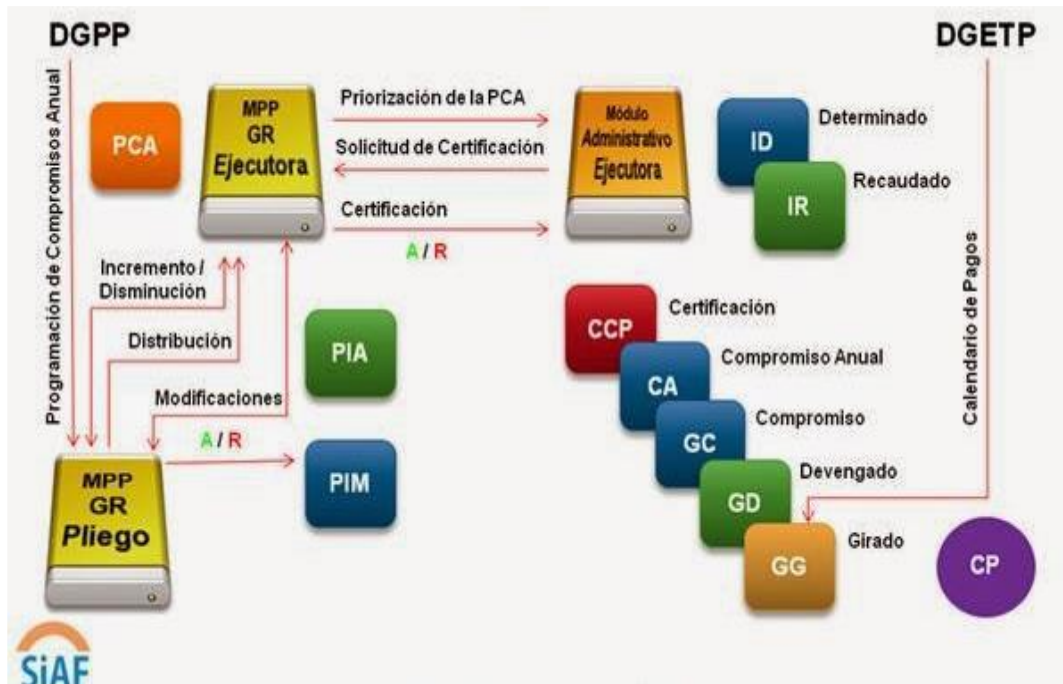 DGPP
DGETP
Programación de Compromisos Anual
PCA
MPP
GR
Ejecutora
Priorización de la PCA
Solicitud de Certificación
Certificación
A / R
Módulo
Administrativo
Ejecutora
ID
Determinado
IR
Recaudado
Calendario de Pagos
Incremento /
Disminución
Distribución
Modificaciones
A / R
PIA
PIM
MPP
GR
Pliego
CCP
Certificación
CA
Compromiso Anual
GC
Compromiso
GD
Devengado
GG
Girado
CP
SiAF